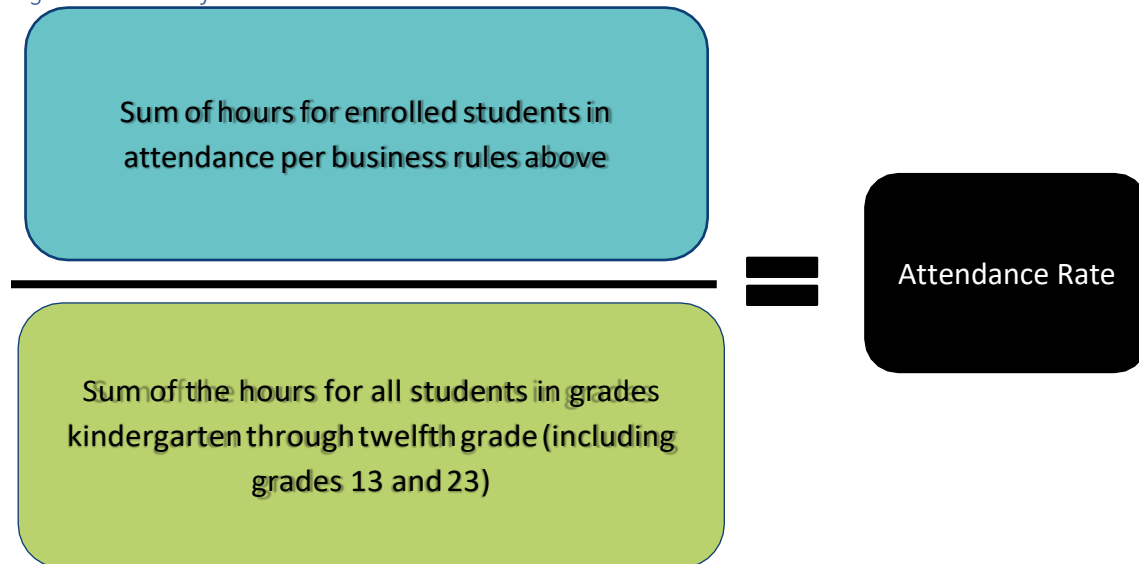 Sum of hours for enrolled students in
attendance per business rules above
Attendance Rate
Sum of the hours for all students in grades
kindergarten through twelfth grade (including
grades 13 and 23)